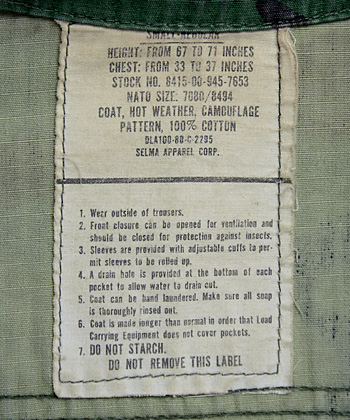 SMALL-REGULAR
HEIGHT: FROM 67 TO 71 INCHES
CHEST: FROM 33 TO 37 INCHES
STOCK NO. 8415-00-945-7653
NATO SIZE: 7080/8494
COAT, HOT WEATHER, CAMOUFLAGE
PATTERN, 100% COTTON
DLA100-80-C-2295
SELMA APPAREL CORP.
1. Wear outside of trousers.
2. Front closure can be opened for ventilation and
should be closed for protection against insects.
3. Sleeves are provided with adjustable cuffs to per-
mit sleeves to be rolled up.
4. A drain hole is provided at the bottom of each
pocket to allow water to drain out.
5. Coat can be hand laundered. Make sure all soap
is thoroughly rinsed out.
6. Coat is made longer than normal in order that Load
Carrying Equipment does not cover pockets.
7. DO NOT STARCH.
DO NOT REMOVE THIS LABEL